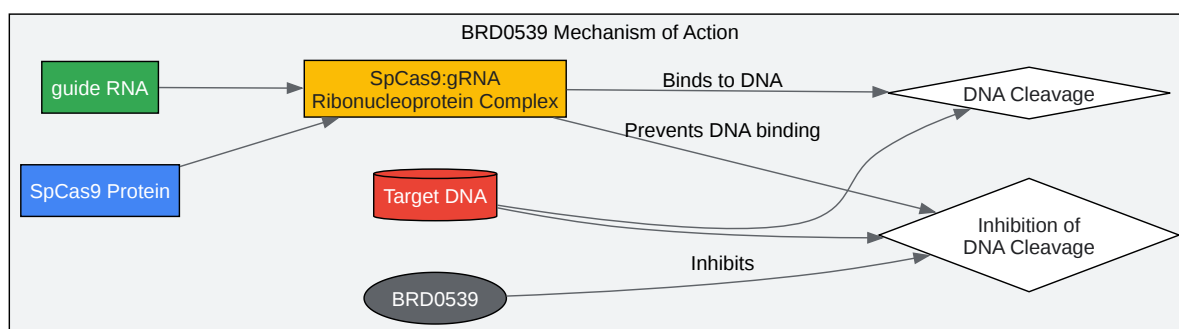 BRD0539 Mechanism of Action
guide RNA
SpCas9:gRNA
Ribonucleoprotein Complex
Binds to DNA
DNA Cleavage
Prevents DNA binding
SpCas9 Protein
Target DNA
Inhibition of
DNA Cleavage
Inhibits
BRD0539